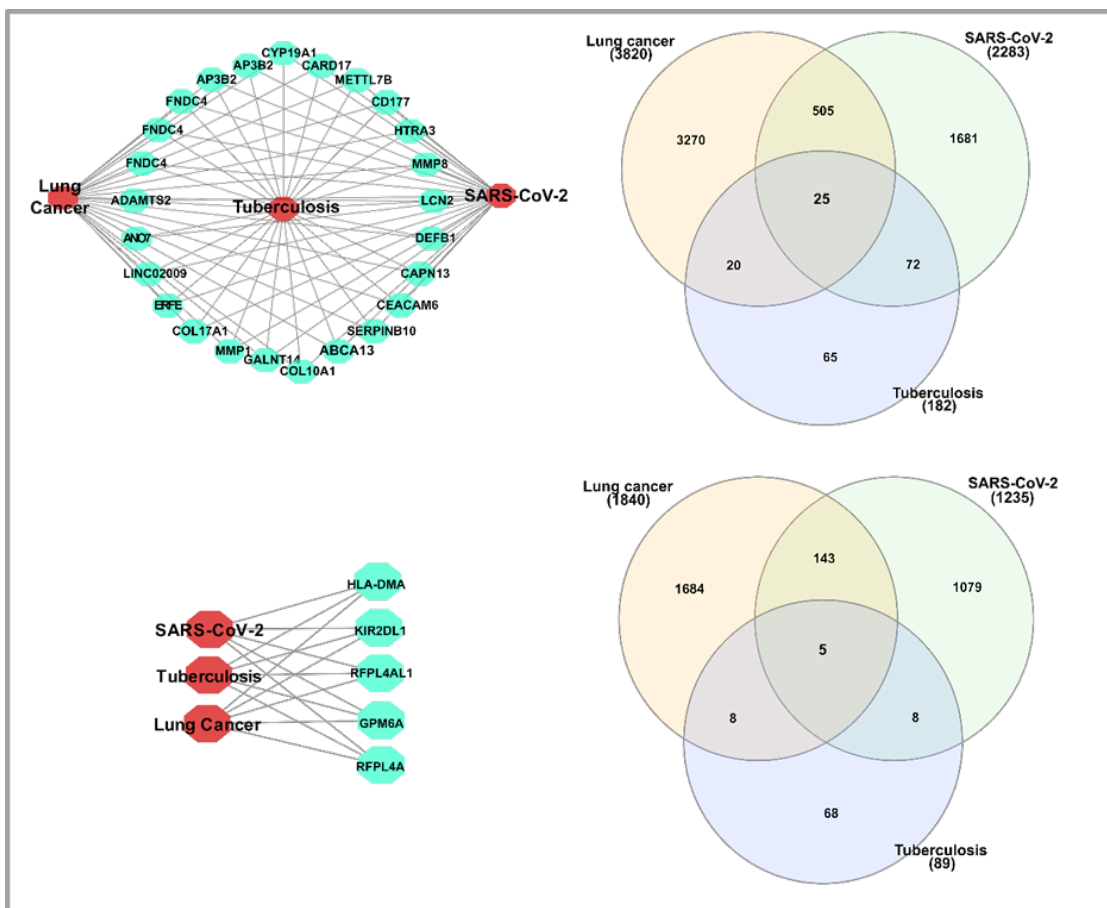 CYP19A1
AP3B2
CARD17
AP3B2
METTL7B
FNDC4
CD177
FNDC4
HTRA3
FNDC4
MMP8
Lung
Cancer
Tuberculosis
SARS-CoV-2
ADAMTS2
LCN2
ANO7
DEFB1
LINC02009
CAPN13
ERFE
CEACAM6
COL17A1
SERPINB10
MMP1
ABCA13
GALNT14
COL10A1
Lung cancer
(3820)
SARS-CoV-2
(2283)
505
3270
1681
25
20
72
65
Tuberculosis
(182)
SARS-CoV-2
Tuberculosis
Lung Cancer
HLA-DMA
KIR2DL1
RFPL4AL1
GPM6A
RFPL4A
Lung cancer
(1840)
SARS-CoV-2
(1235)
143
1684
1079
5
8
8
68
Tuberculosis
(89)